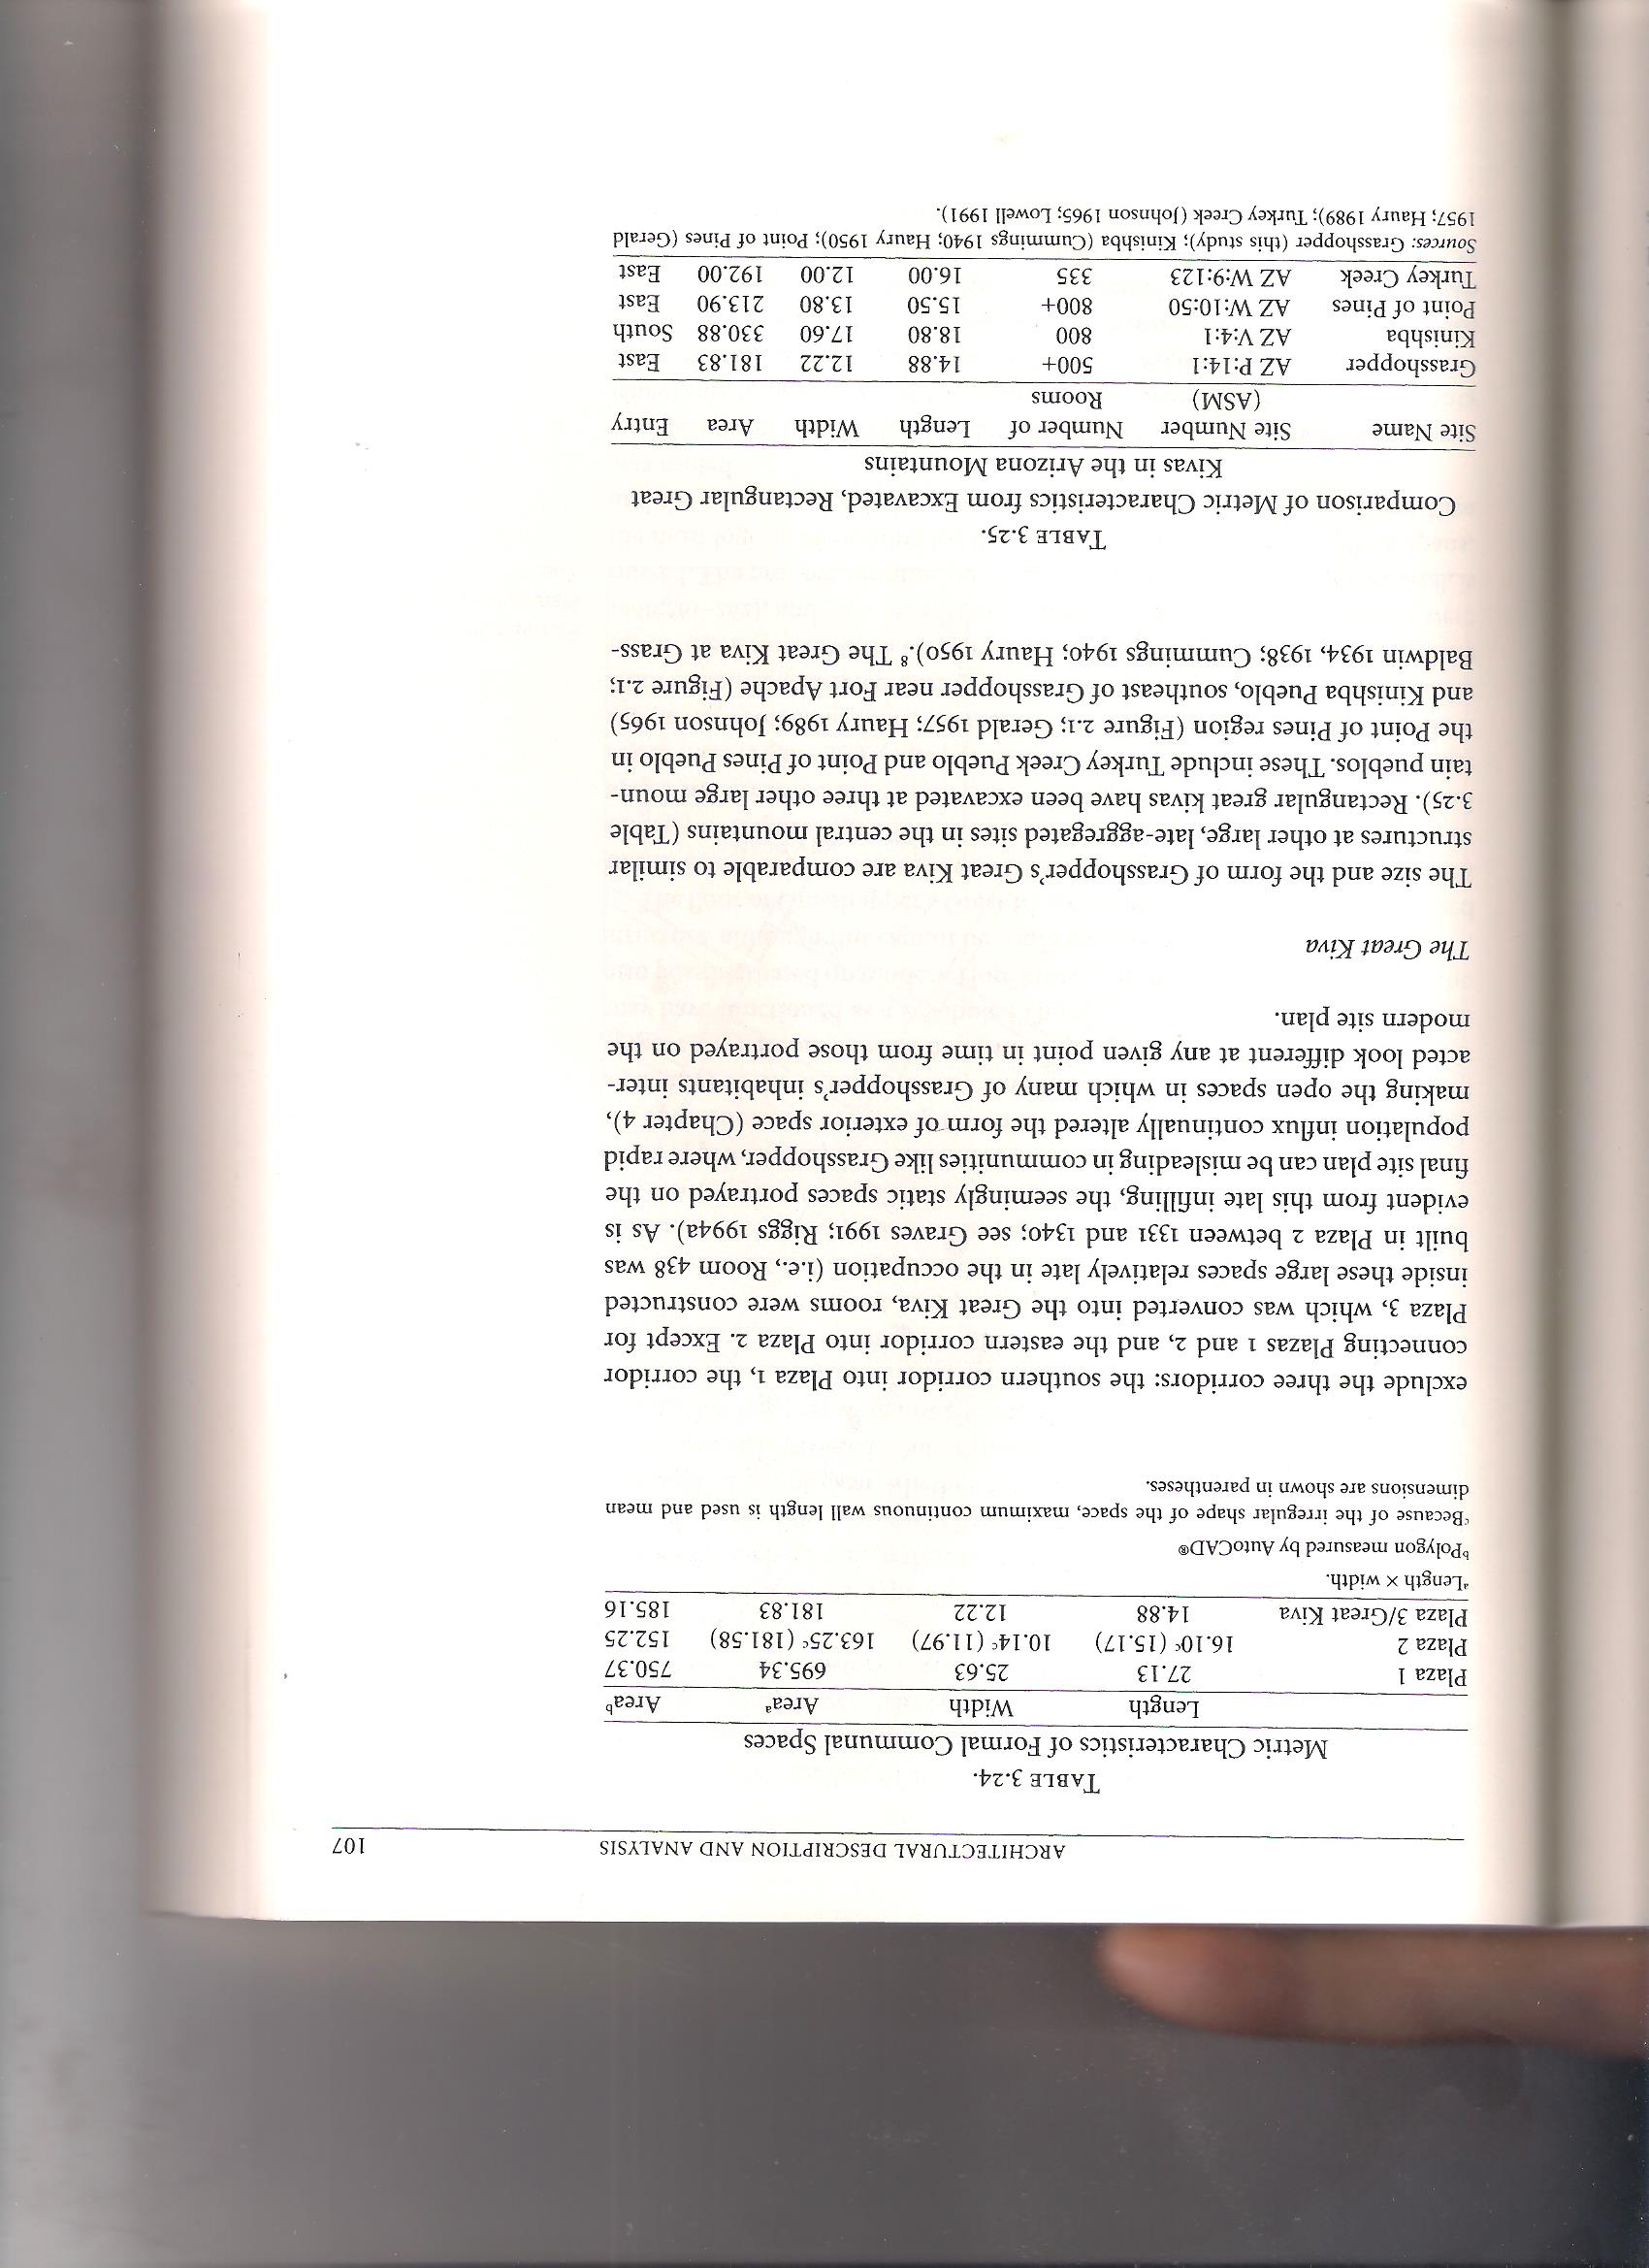 ARCHITECTURAL DESCRIPTION AND ANALYSIS 107
TABLE 3.24.
Metric Characteristics of Formal Communal Spaces
Length Width Areaᵃ Areaᵇ
Plaza 1 27.13 25.63 695.34 750.37
Plaza 2 16.10ᶜ (15.17) 10.14ᶜ (11.97) 163.25ᶜ (181.58) 152.25
Plaza 3/Great Kiva 14.88 12.22 181.83 185.16
ᵃLength × width.
ᵇPolygon measured by AutoCAD®
ᶜBecause of the irregular shape of the space, maximum continuous wall length is used and mean
dimensions are shown in parentheses.
exclude the three corridors: the southern corridor into Plaza 1, the corridor
connecting Plazas 1 and 2, and the eastern corridor into Plaza 2. Except for
Plaza 3, which was converted into the Great Kiva, rooms were constructed
inside these large spaces relatively late in the occupation (i.e., Room 438 was
built in Plaza 2 between 1331 and 1340; see Graves 1991; Riggs 1994a). As is
evident from this late infilling, the seemingly static spaces portrayed on the
final site plan can be misleading in communities like Grasshopper, where rapid
population influx continually altered the form of exterior space (Chapter 4),
making the open spaces in which many of Grasshopper's inhabitants inter-
acted look different at any given point in time from those portrayed on the
modern site plan.
The Great Kiva
The size and the form of Grasshopper's Great Kiva are comparable to similar
structures at other large, late-aggregated sites in the central mountains (Table
3.25). Rectangular great kivas have been excavated at three other large moun-
tain pueblos. These include Turkey Creek Pueblo and Point of Pines Pueblo in
the Point of Pines region (Figure 2.1; Gerald 1957; Haury 1989; Johnson 1965)
and Kinishba Pueblo, southeast of Grasshopper near Fort Apache (Figure 2.1;
Baldwin 1934, 1938; Cummings 1940; Haury 1950).⁸ The Great Kiva at Grass-
TABLE 3.25.
Comparison of Metric Characteristics from Excavated, Rectangular Great
Kivas in the Arizona Mountains
Site Name Site Number Number of Length Width Area Entry
(ASM) Rooms
Grasshopper AZ P:14:1 500+ 14.88 12.22 181.83 East
Kinishba AZ V:4:1 800 18.80 17.60 330.88 South
Point of Pines AZ W:10:50 800+ 15.50 13.80 213.90 East
Turkey Creek AZ W:9:123 335 16.00 12.00 192.00 East
Sources: Grasshopper (this study); Kinishba (Cummings 1940; Haury 1950); Point of Pines (Gerald
1957; Haury 1989); Turkey Creek (Johnson 1965; Lowell 1991).